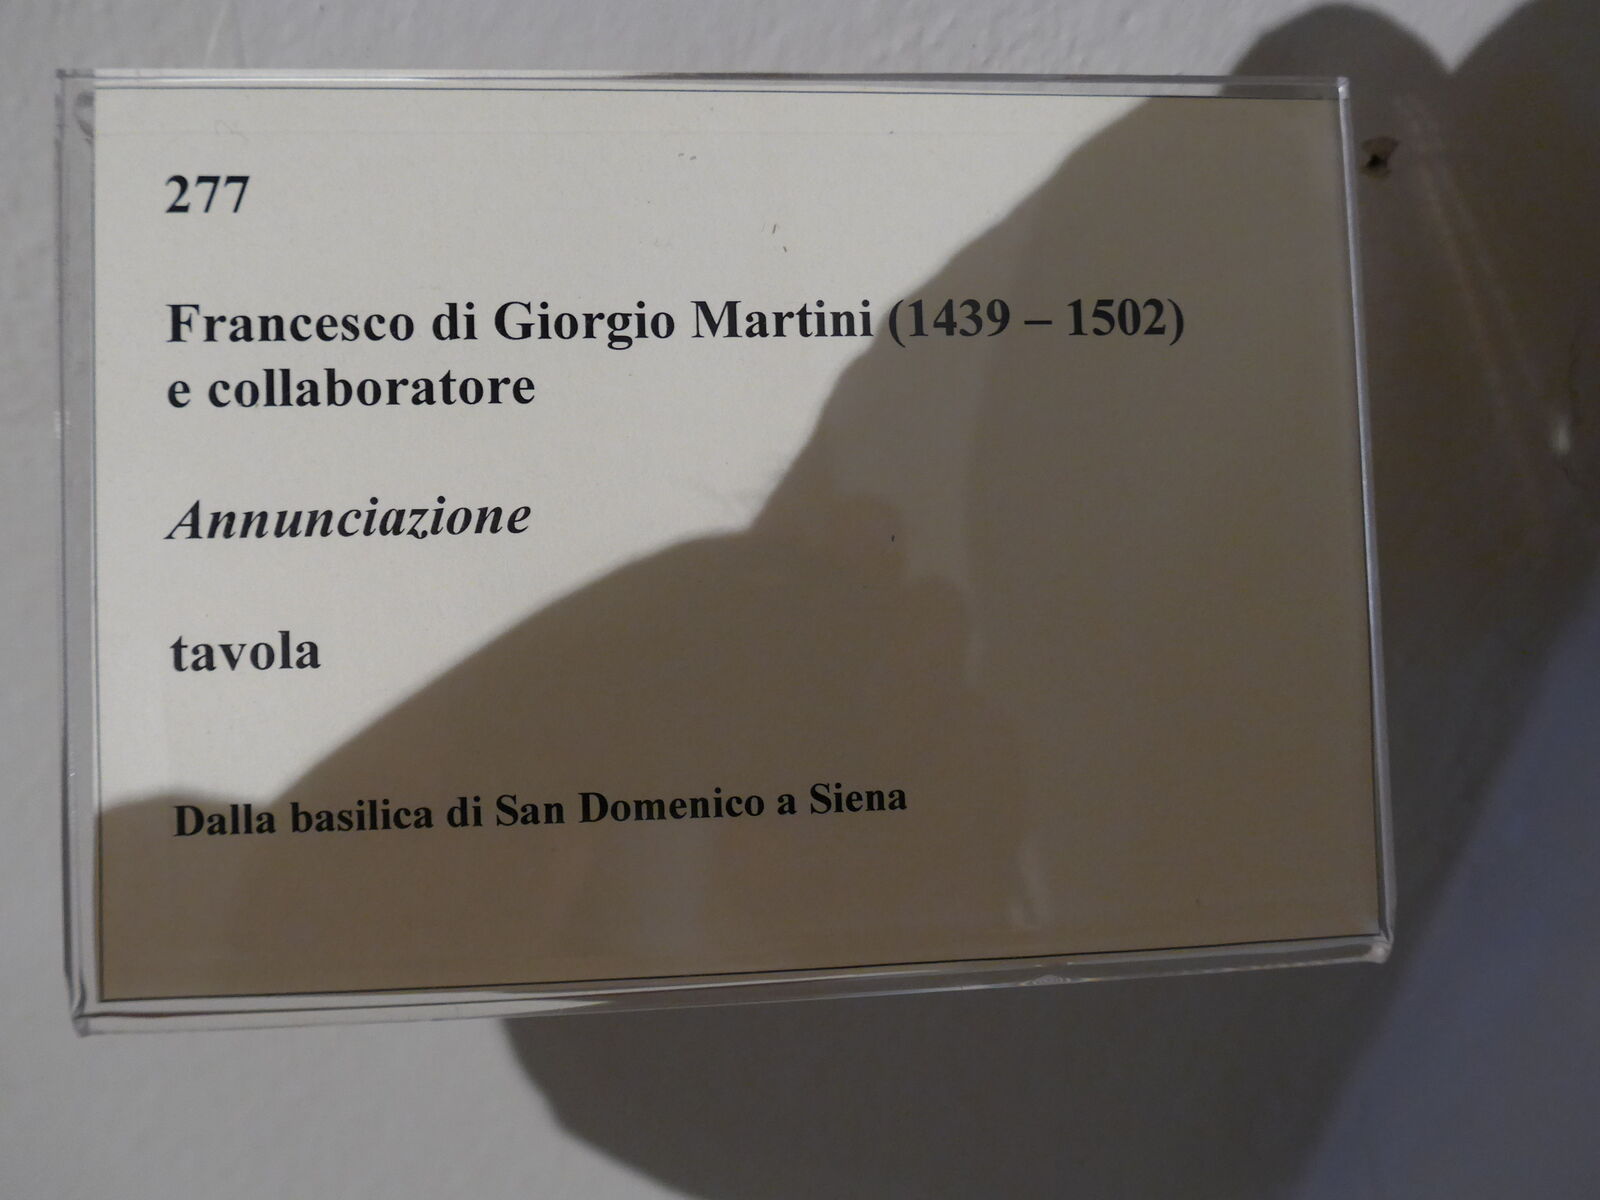 277
Francesco di Giorgio Martini (1439 – 1502)
e collaboratore
Annunciazione
tavola
Dalla basilica di San Domenico a Siena